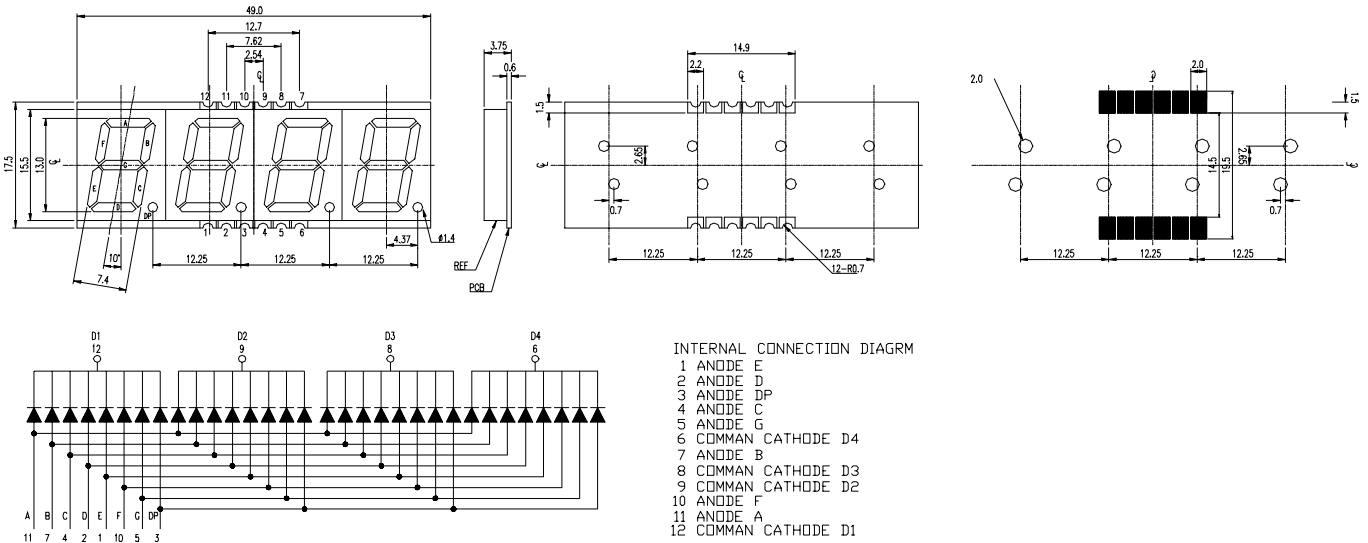 49.0
12.7
7.62
2.54
℄
12 11 10 9 8 7
17.5
15.5
13.0
℄
A
F B
G
E C
D
DP
1 2 3 4 5 6
ø1.4
4.37
10°
7.4
12.25 12.25 12.25
3.75
0.6
REF
PCB
14.9
2.2
℄
1.5
℄
2.65
0.7
12.25 12.25 12.25
12-R0.7
2.0
℄
2.0
1.5
14.5
19.5
2.65
℄
0.7
12.25 12.25 12.25
D1 D2 D3 D4
12 9 8 6
A B C D E F G DP
11 7 4 2 1 10 5 3
INTERNAL CONNECTION DIAGRM
1 ANODE E
2 ANODE D
3 ANODE DP
4 ANODE C
5 ANODE G
6 COMMAN CATHODE D4
7 ANODE B
8 COMMAN CATHODE D3
9 COMMAN CATHODE D2
10 ANODE F
11 ANODE A
12 COMMAN CATHODE D1